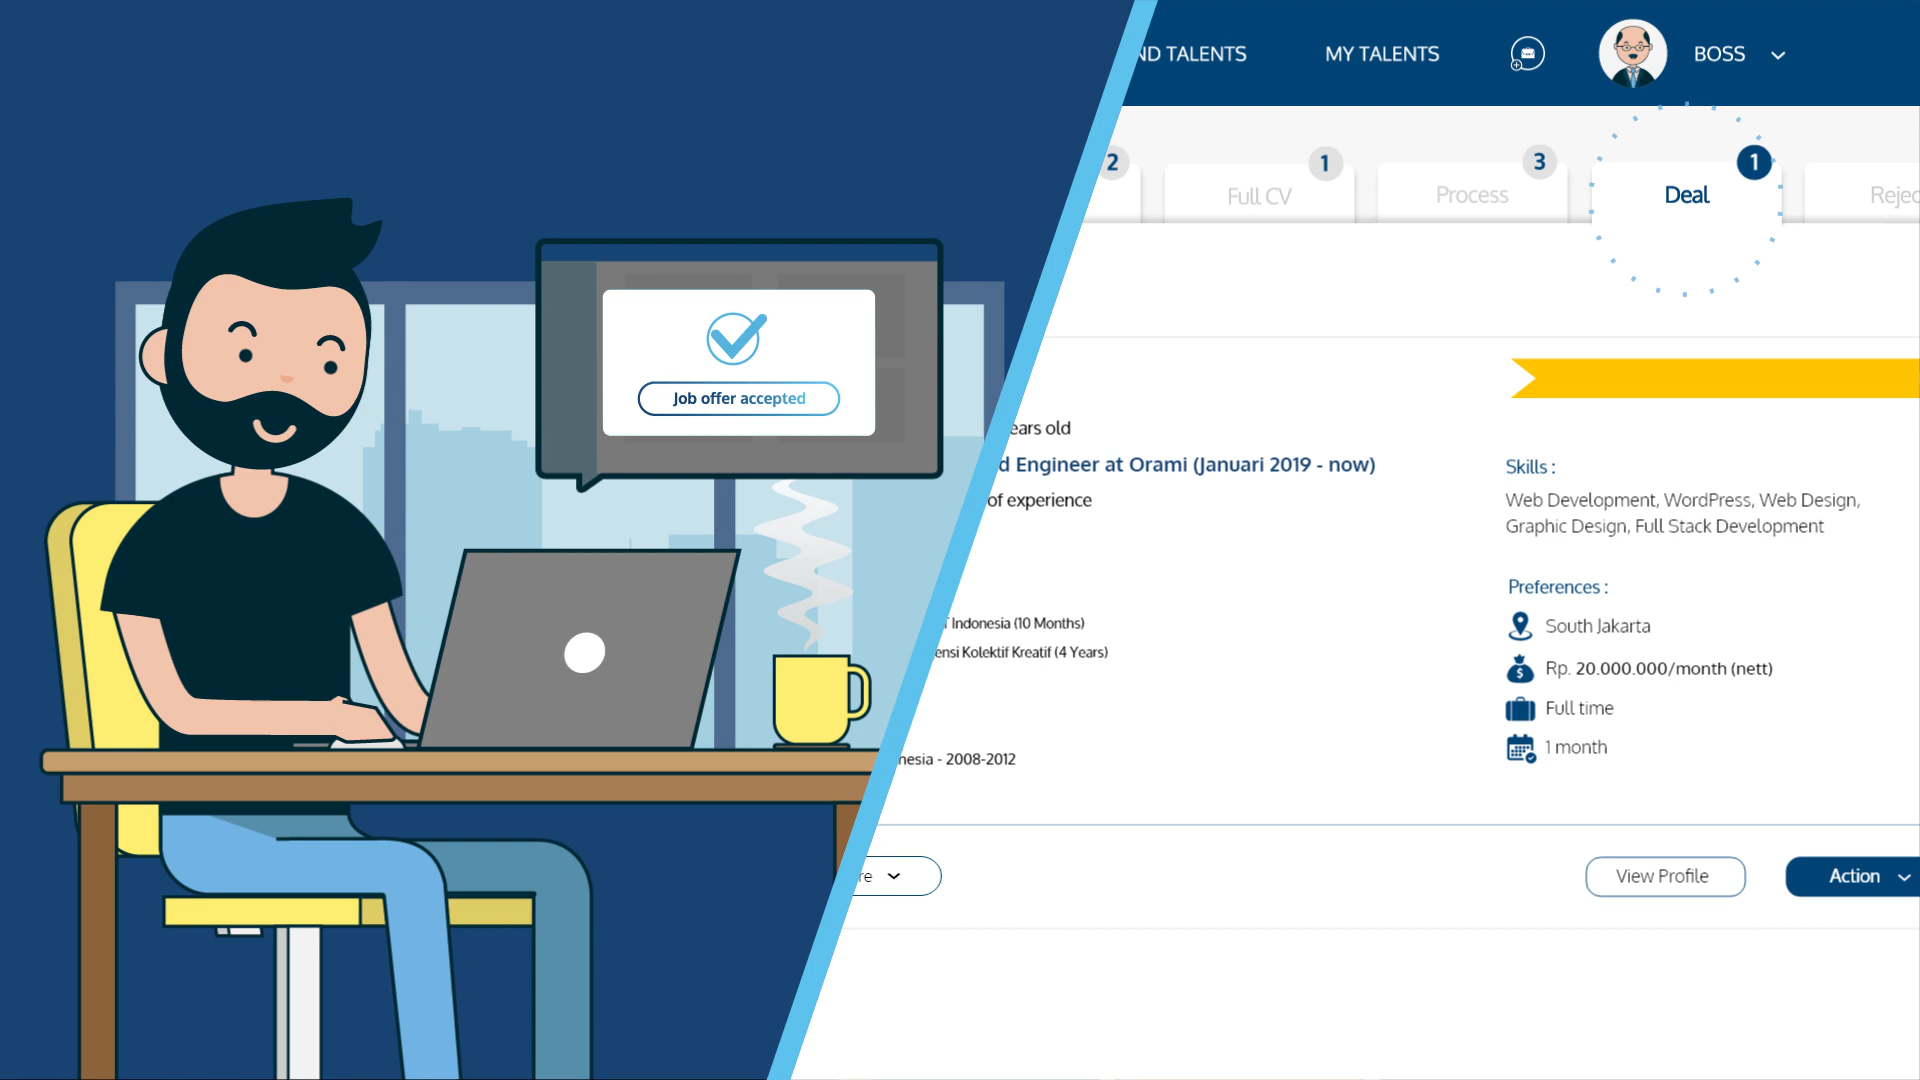 Job offer accepted
ND TALENTS
MY TALENTS
BOSS
2
Full CV 1
Process 3
Deal 1
Rejec
ears old
d Engineer at Orami (Januari 2019 - now)
of experience
Indonesia (10 Months)
ensi Kolektif Kreatif (4 Years)
nesia - 2008-2012
Skills :
Web Development, WordPress, Web Design,
Graphic Design, Full Stack Development
Preferences :
South Jakarta
Rp. 20.000.000/month (nett)
Full time
1 month
re
View Profile
Action